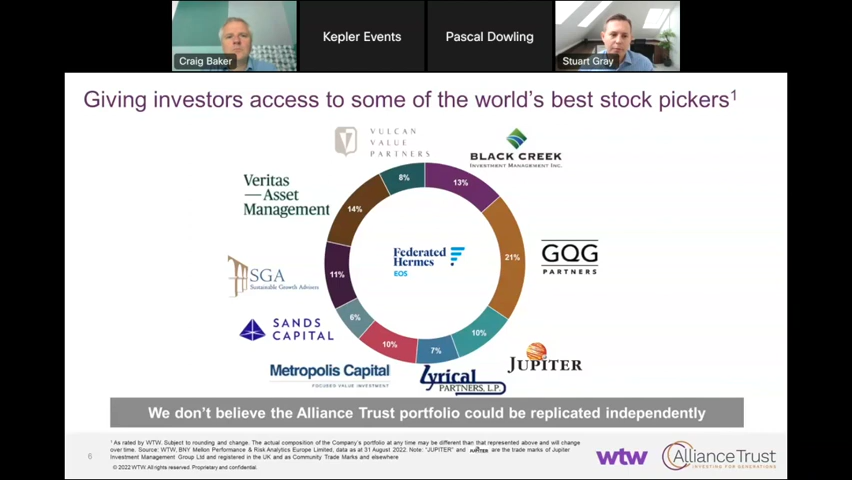 Craig Baker
Kepler Events
Pascal Dowling
Stuart Gray
Giving investors access to some of the world's best stock pickers1
VULCAN
VALUE
PARTNERS
BLACK CREEK
INVESTMENT MANAGEMENT INC.
Veritas
—Asset
Management
8%
13%
14%
Federated
Hermes
EOS
21%
GQG
PARTNERS
SGA
Sustainable Growth Advisers
11%
SANDS
CAPITAL
6%
10%
10%
7%
JUPITER
Metropolis Capital
FOCUSED VALUE INVESTMENT
Lyrical
PARTNERS, L.P.
We don't believe the Alliance Trust portfolio could be replicated independently
1 As rated by WTW. Subject to rounding and change. The actual composition of the Company's portfolio at any time may be different than that represented above and will change
over time. Source: WTW, BNY Mellon Performance & Risk Analytics Europe Limited, data as at 31 August 2022. Note: "JUPITER" and JUPITER are the trade marks of Jupiter
Investment Management Group Ltd and registered in the UK and as Community Trade Marks and elsewhere
6
© 2022 WTW. All rights reserved. Proprietary and confidential.
wtw
Alliance Trust
INVESTING FOR GENERATIONS